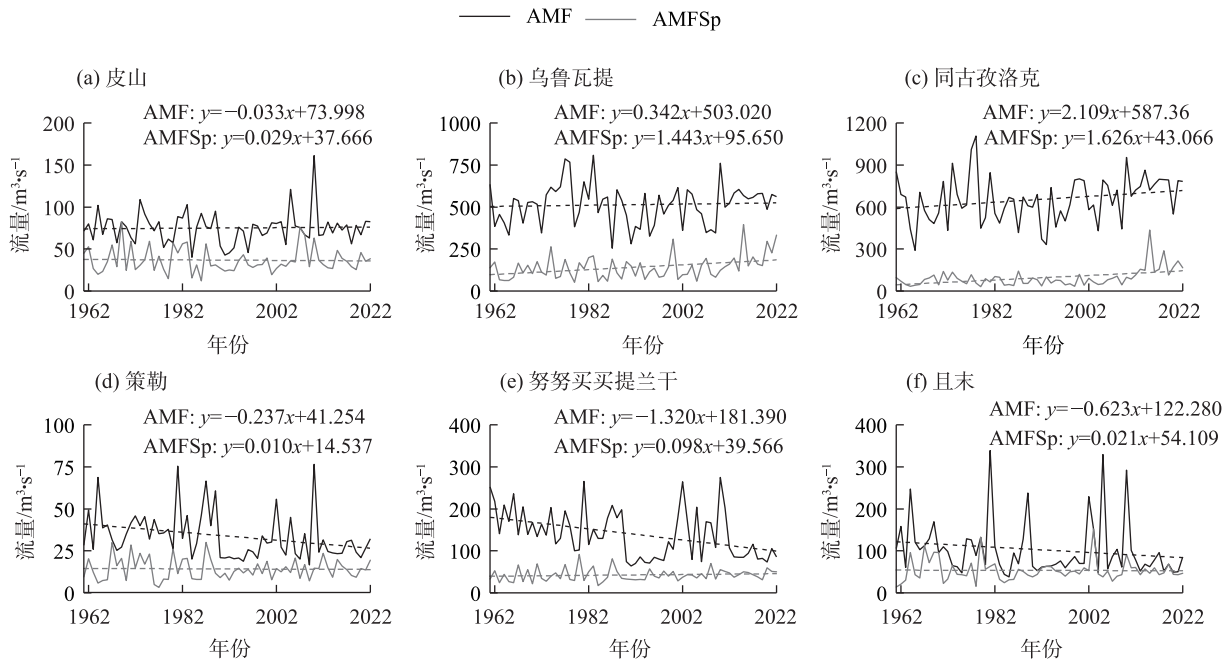 AMF AMFSp
(a) 皮山
AMF: y=−0.033x+73.998
AMFSp: y=0.029x+37.666
200
150
100
50
0
流量/m³•s⁻¹
1962 1982 2002 2022
年份
(b) 乌鲁瓦提
AMF: y=0.342x+503.020
AMFSp: y=1.443x+95.650
1000
750
500
250
0
流量/m³•s⁻¹
1962 1982 2002 2022
年份
(c) 同古孜洛克
AMF: y=2.109x+587.36
AMFSp: y=1.626x+43.066
1200
900
600
300
0
流量/m³•s⁻¹
1962 1982 2002 2022
年份
(d) 策勒
AMF: y=−0.237x+41.254
AMFSp: y=0.010x+14.537
100
75
50
25
0
流量/m³•s⁻¹
1962 1982 2002 2022
年份
(e) 努努买买提兰干
AMF: y=−1.320x+181.390
AMFSp: y=0.098x+39.566
400
300
200
100
0
流量/m³•s⁻¹
1962 1982 2002 2022
年份
(f) 且末
AMF: y=−0.623x+122.280
AMFSp: y=0.021x+54.109
400
300
200
100
0
流量/m³•s⁻¹
1962 1982 2002 2022
年份